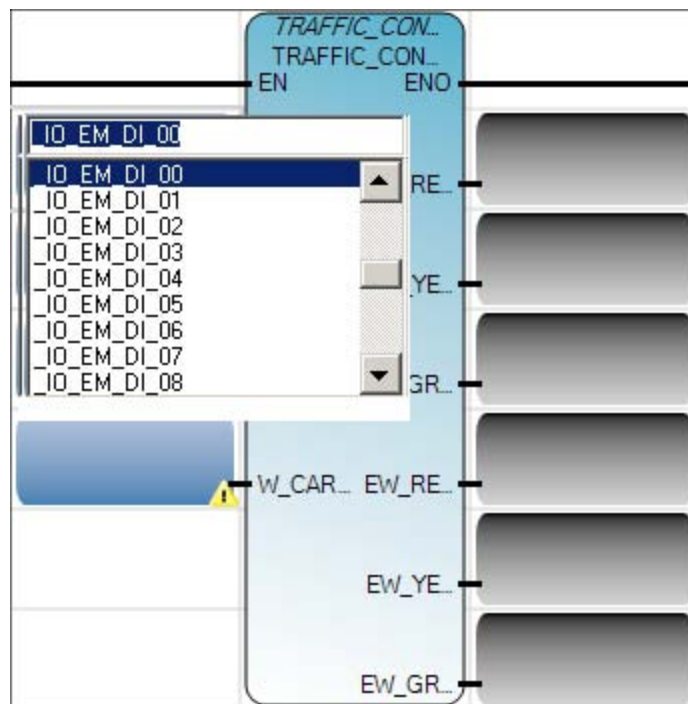 TRAFFIC_CON...
TRAFFIC_CON...
EN ENO
_IO_EM_DI_00
_IO_EM_DI_00
_IO_EM_DI_01
_IO_EM_DI_02
_IO_EM_DI_03
_IO_EM_DI_04
_IO_EM_DI_05
_IO_EM_DI_06
_IO_EM_DI_07
_IO_EM_DI_08
RE...
YE...
GR...
W_CAR... EW_RE...
EW_YE...
EW_GR...